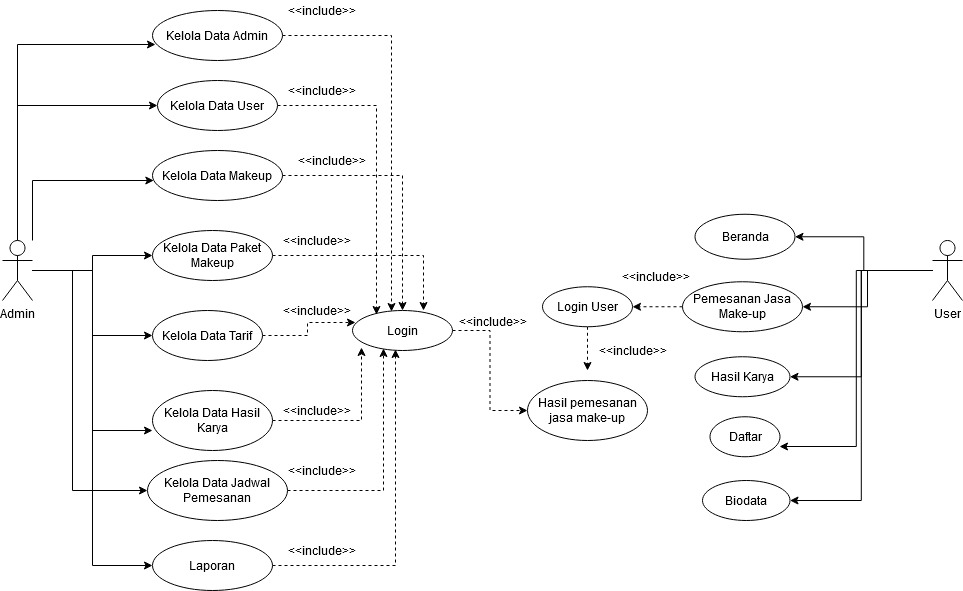 <<include>>
Kelola Data Admin
<<include>>
Kelola Data User
<<include>>
Kelola Data Makeup
<<include>>
Kelola Data Paket
Makeup
<<include>>
Kelola Data Tarif
Login
<<include>>
Kelola Data Hasil
Karya
<<include>>
Kelola Data Jadwal
Pemesanan
<<include>>
<<include>>
Laporan
Admin
Beranda
<<include>>
Login User
Pemesanan Jasa
Make-up
<<include>>
Hasil pemesanan
jasa make-up
Hasil Karya
Daftar
Biodata
User